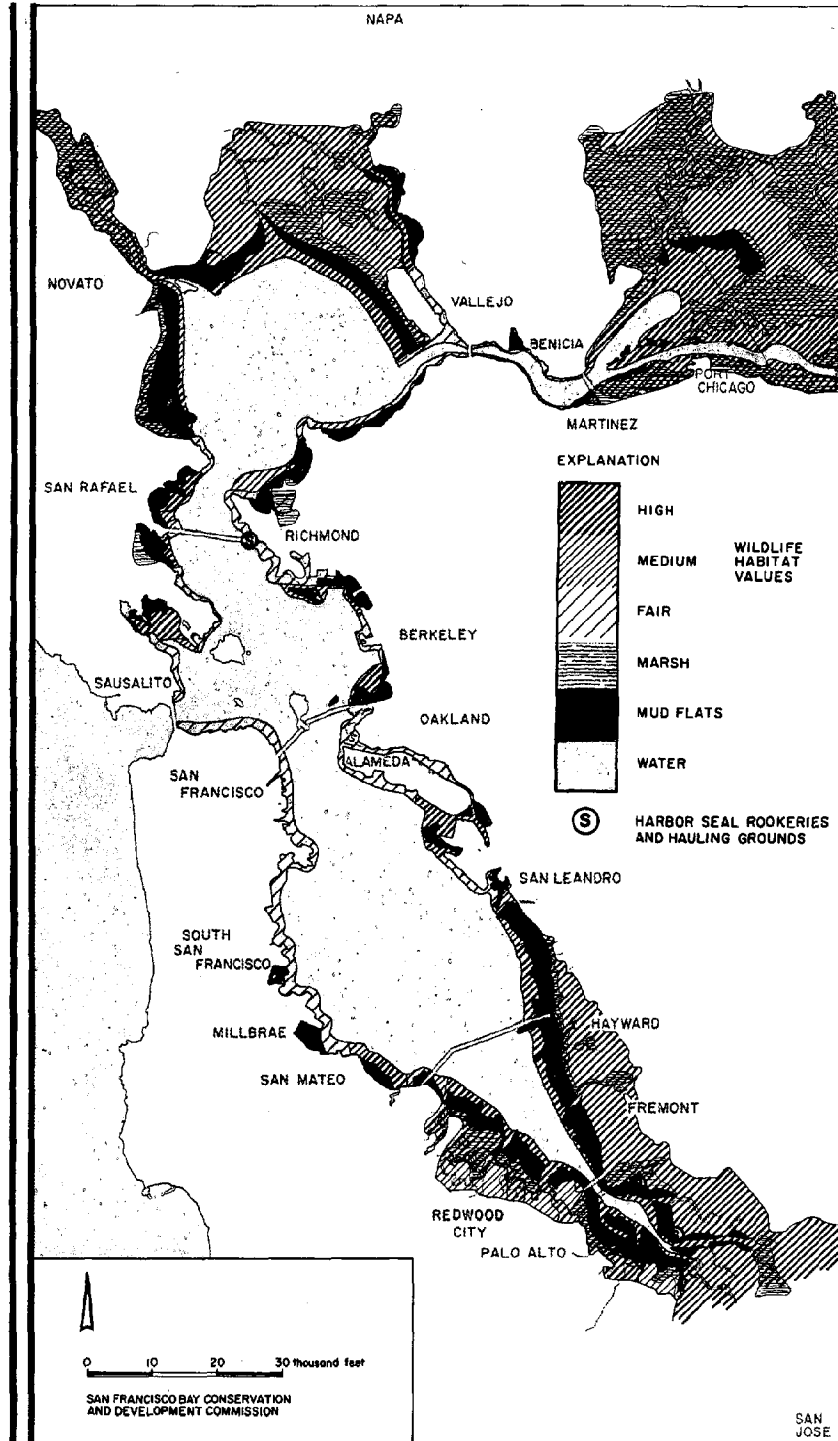 NAPA
NOVATO
VALLEJO
BENICIA
PORT
CHICAGO
MARTINEZ
SAN RAFAEL
RICHMOND
BERKELEY
SAUSALITO
OAKLAND
ALAMEDA
SAN
FRANCISCO
SAN LEANDRO
SOUTH
SAN
FRANCISCO
HAYWARD
MILLBRAE
SAN MATEO
FREMONT
REDWOOD
CITY
PALO ALTO
SAN
JOSE
EXPLANATION
HIGH
MEDIUM
FAIR
WILDLIFE
HABITAT
VALUES
MARSH
MUD FLATS
WATER
S
S HARBOR SEAL ROOKERIES
AND HAULING GROUNDS
0 10 20 30 thousand feet
SAN FRANCISCO BAY CONSERVATION
AND DEVELOPMENT COMMISSION